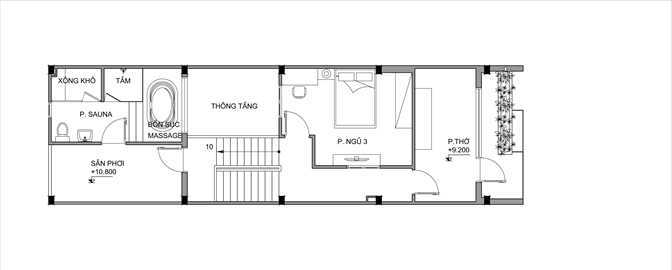 XÔNG KHÔ
TẮM
P. SAUNA
BỒN SỤC
MASSAGE
THÔNG TẦNG
10
P. NGỦ 3
P.THỜ
+9.200
SÂN PHƠI
+10.800